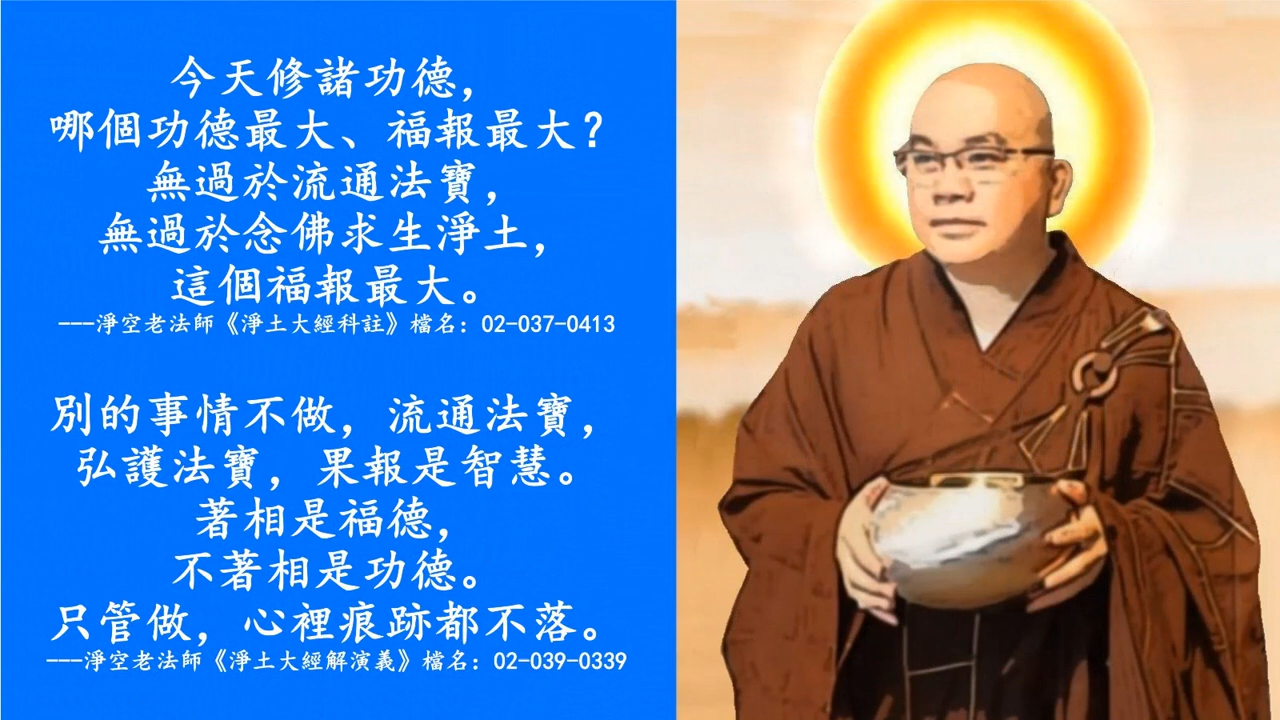 今天修諸功德，
哪個功德最大、福報最大？
無過於流通法寶，
無過於念佛求生淨土，
這個福報最大。
---淨空老法師《淨土大經科註》檔名：02-037-0413
別的事情不做，流通法寶，
弘護法寶，果報是智慧。
著相是福德，
不著相是功德。
只管做，心裡痕跡都不落。
---淨空老法師《淨土大經解演義》檔名：02-039-0339